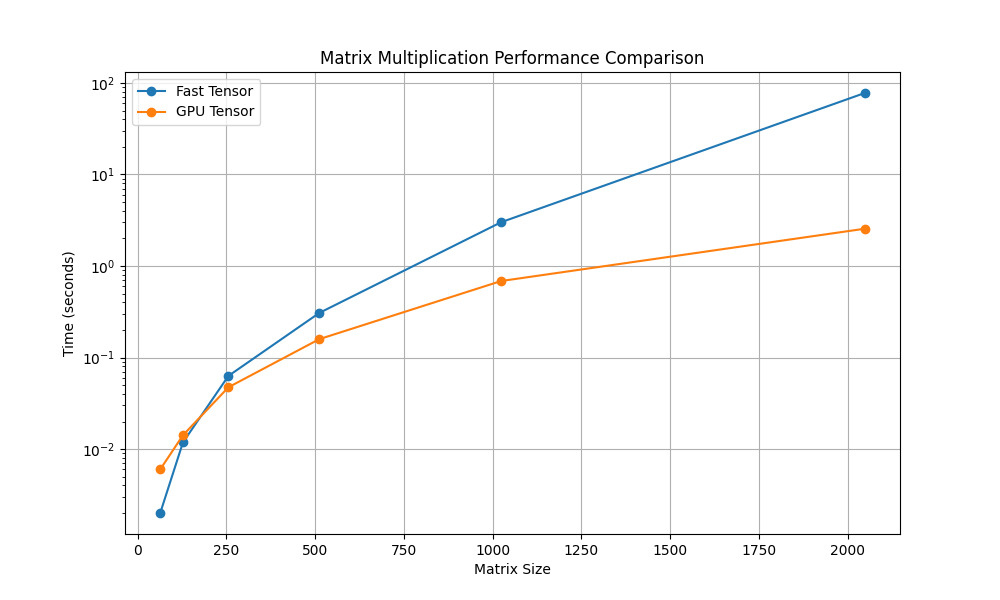 Matrix Multiplication Performance Comparison
Fast Tensor
GPU Tensor
10²
10¹
10⁰
10⁻¹
10⁻²
Time (seconds)
0 250 500 750 1000 1250 1500 1750 2000
Matrix Size